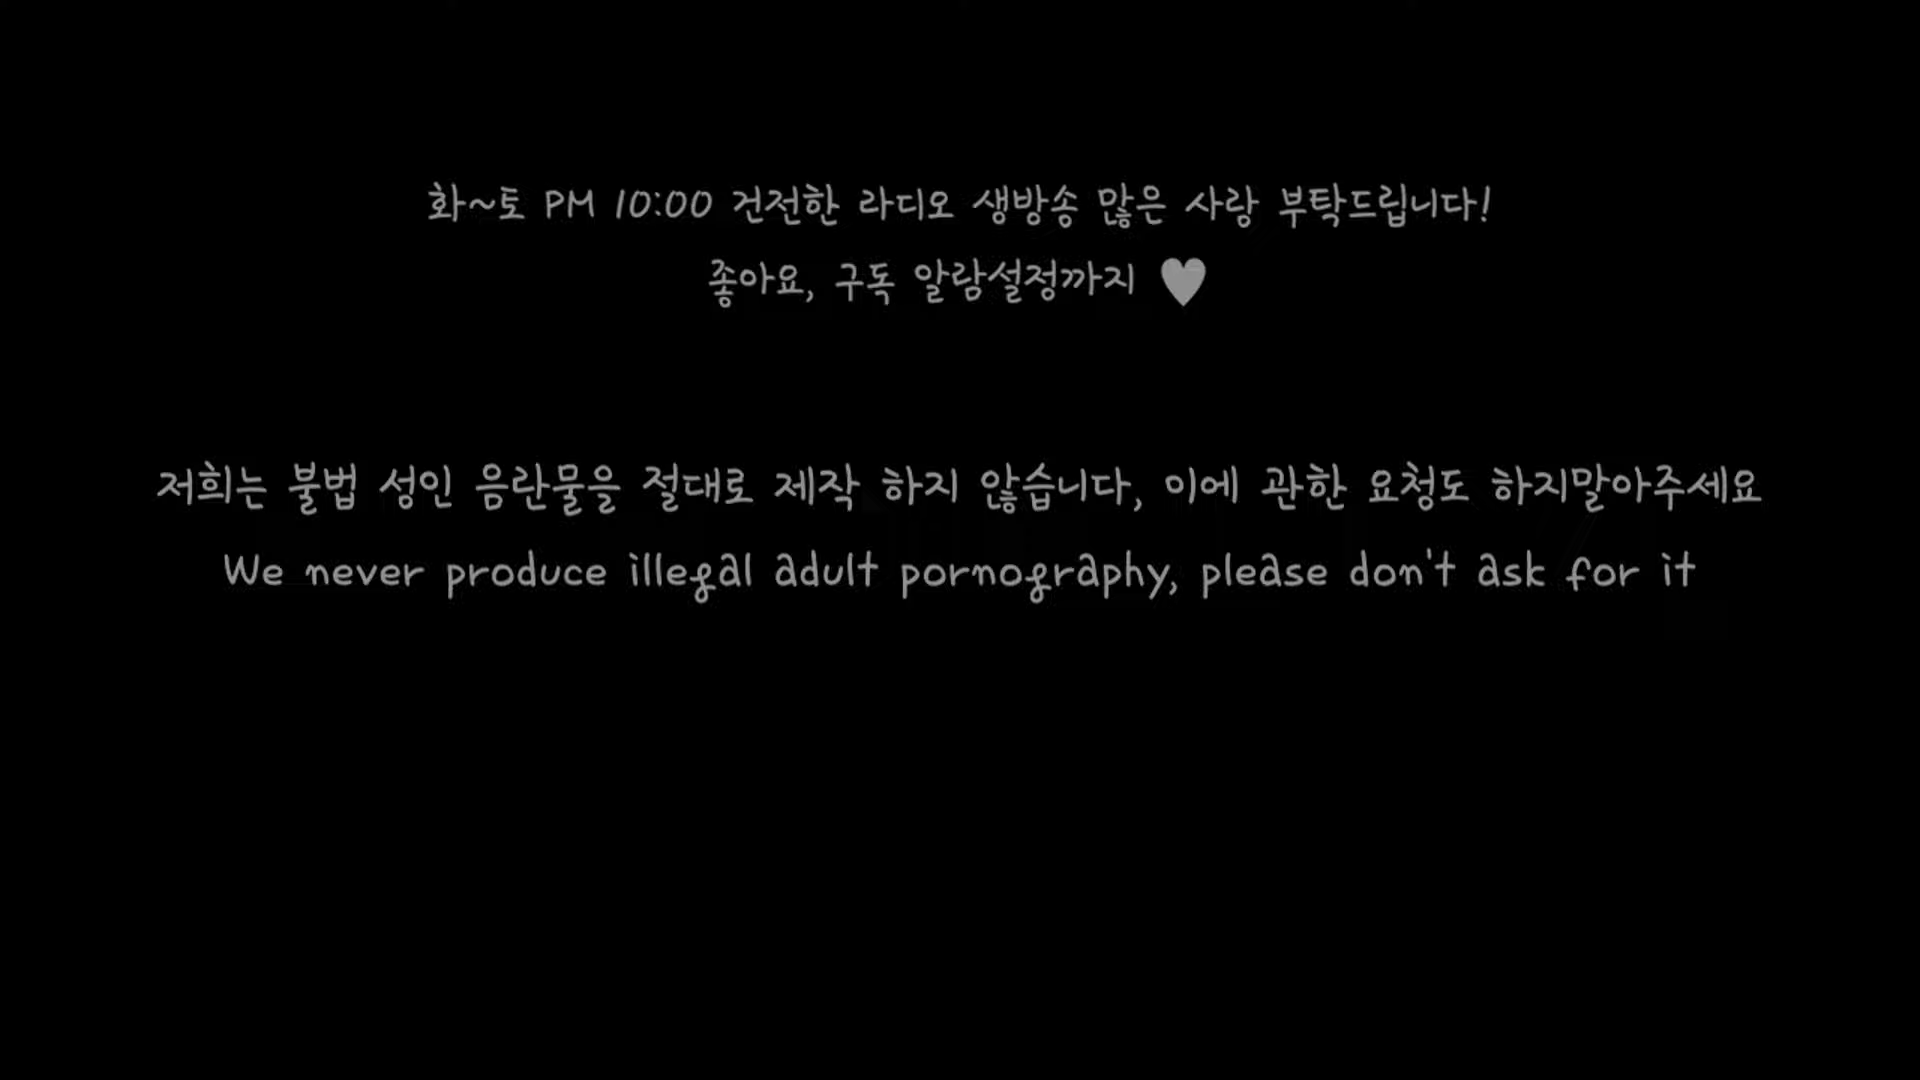 화~토 PM 10:00 건전한 라디오 생방송 많은 사랑 부탁드립니다!
좋아요, 구독 알람설정까지 ♥
저희는 불법 성인 음란물을 절대로 제작 하지 않습니다, 이에 관한 요청도 하지말아주세요
We never produce illegal adult pornography, please don't ask for it